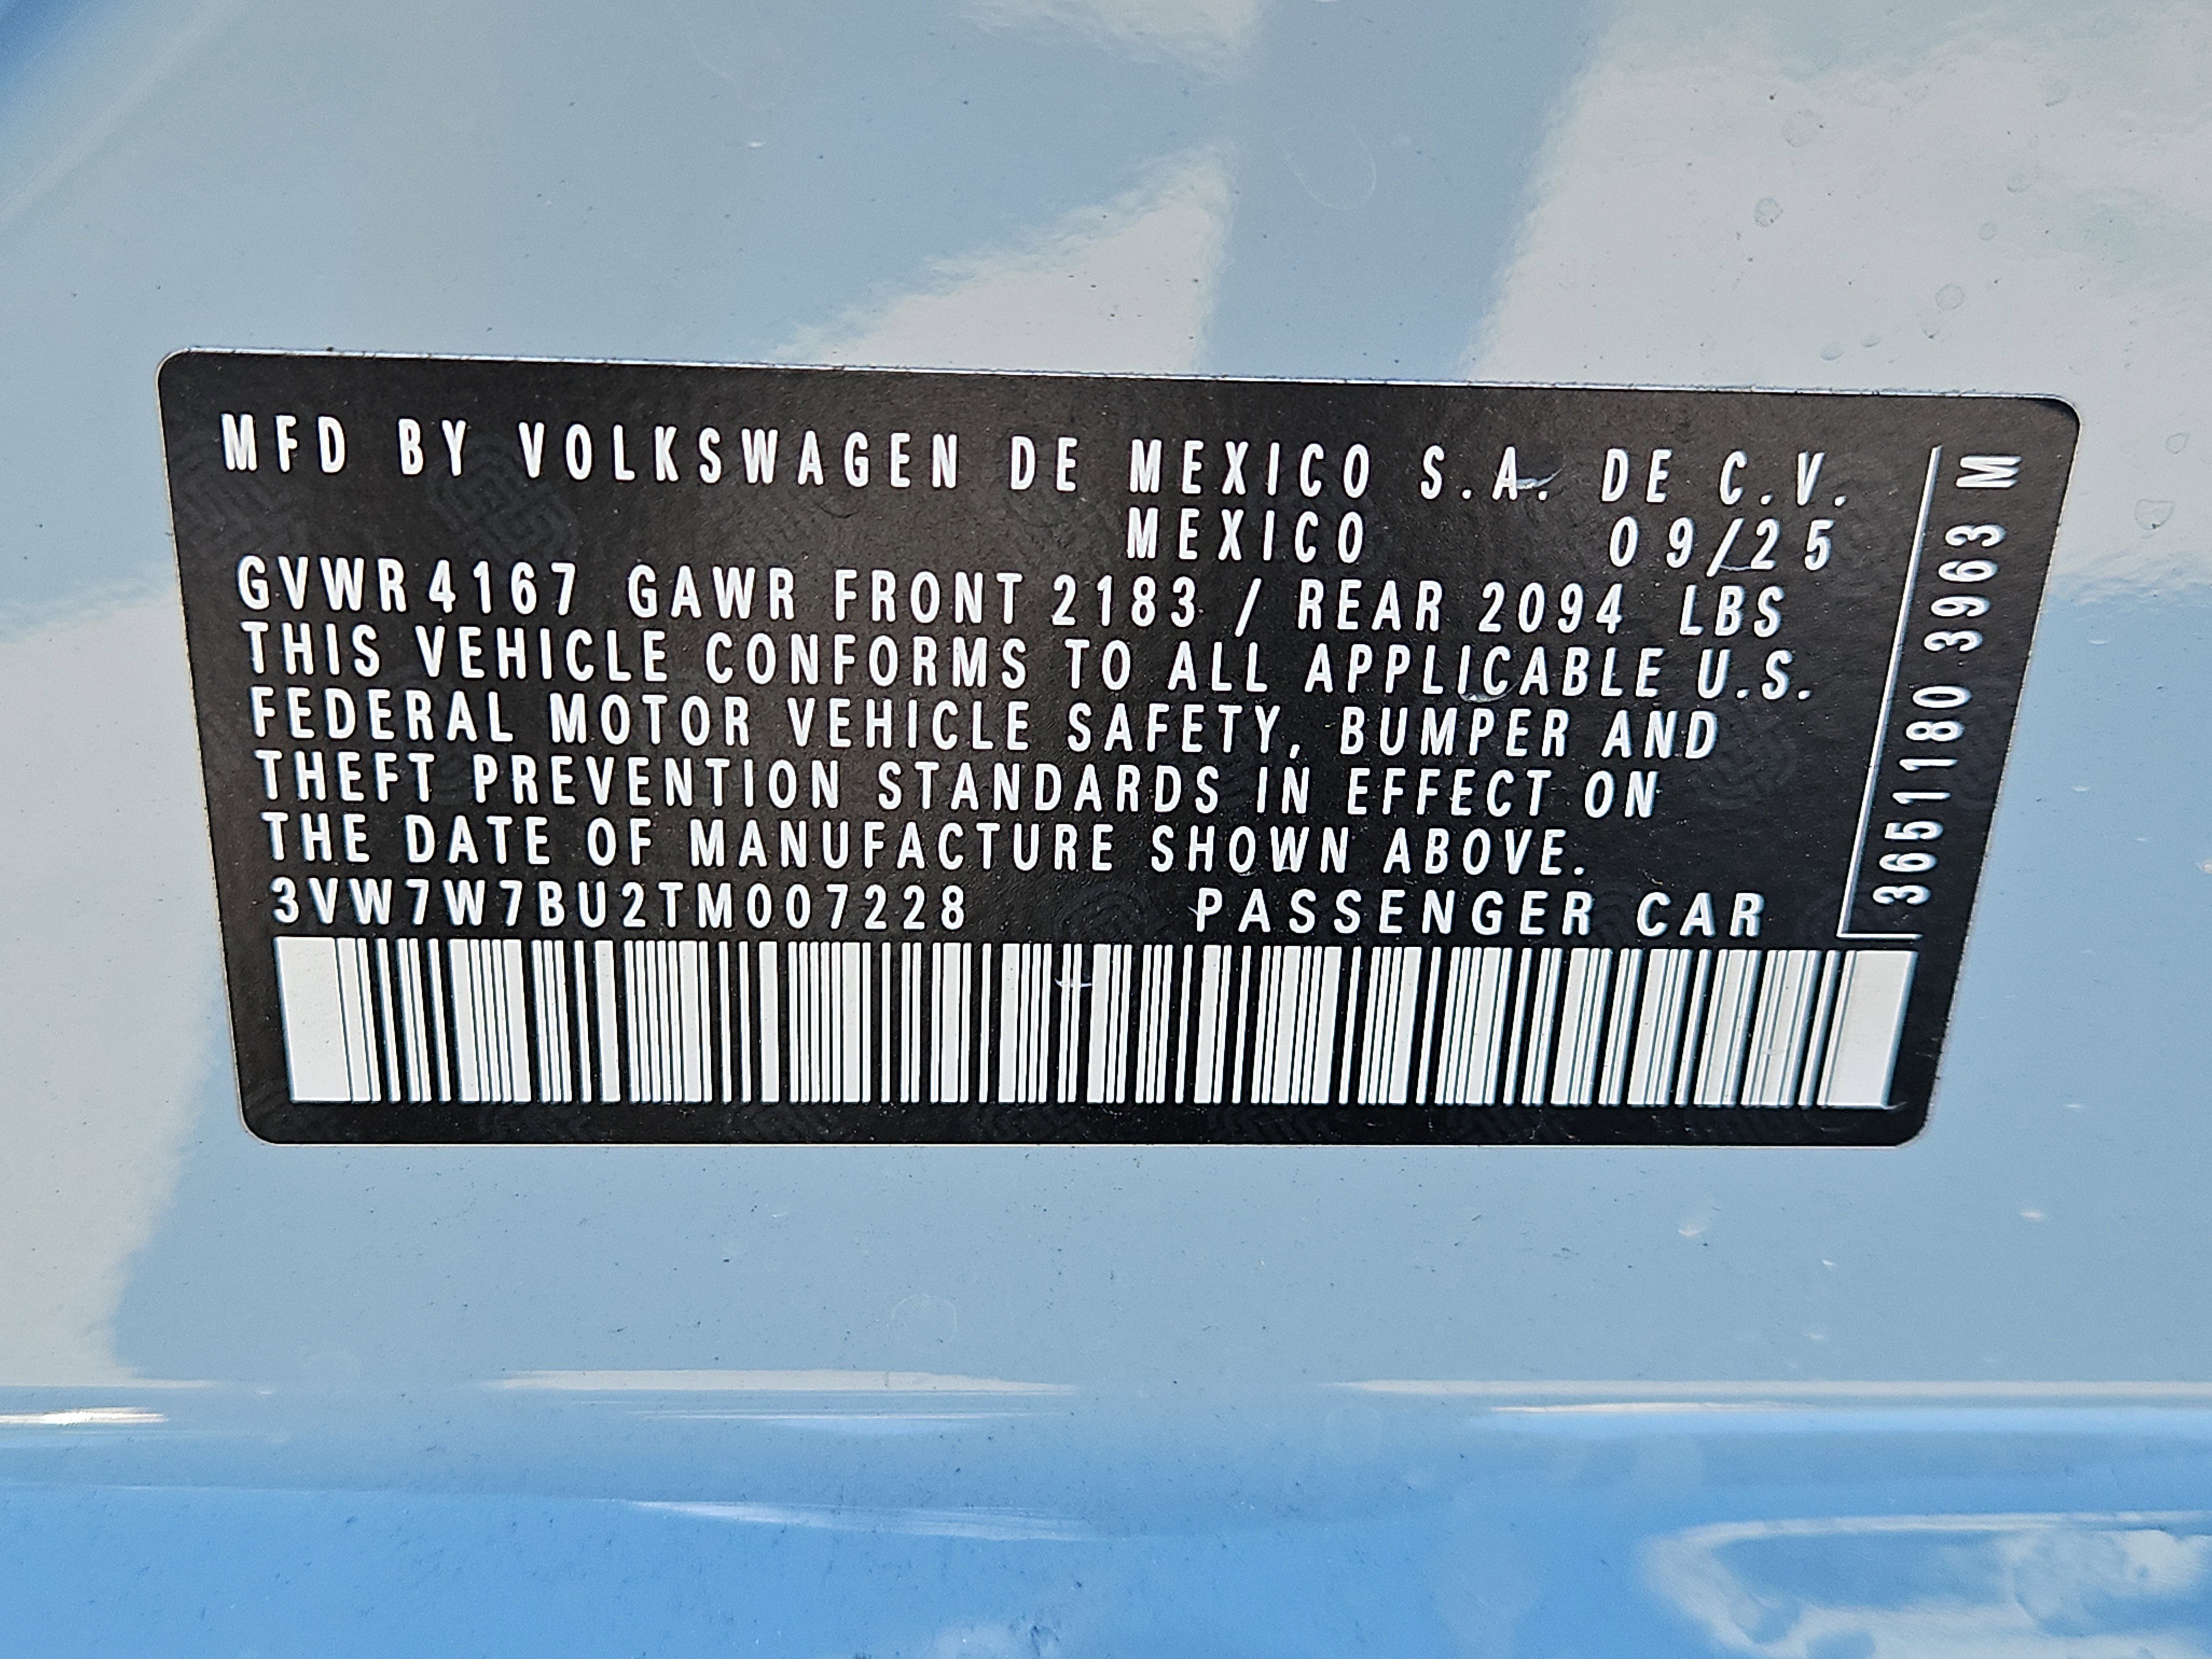 MFD BY VOLKSWAGEN DE MEXICO S.A. DE C.V.
MEXICO 09/25
GVWR 4167 GAWR FRONT 2183 / REAR 2094 LBS
THIS VEHICLE CONFORMS TO ALL APPLICABLE U.S.
FEDERAL MOTOR VEHICLE SAFETY, BUMPER AND
THEFT PREVENTION STANDARDS IN EFFECT ON
THE DATE OF MANUFACTURE SHOWN ABOVE.
3VW7W7BU2TM007228 PASSENGER CAR
3651180 3963 M